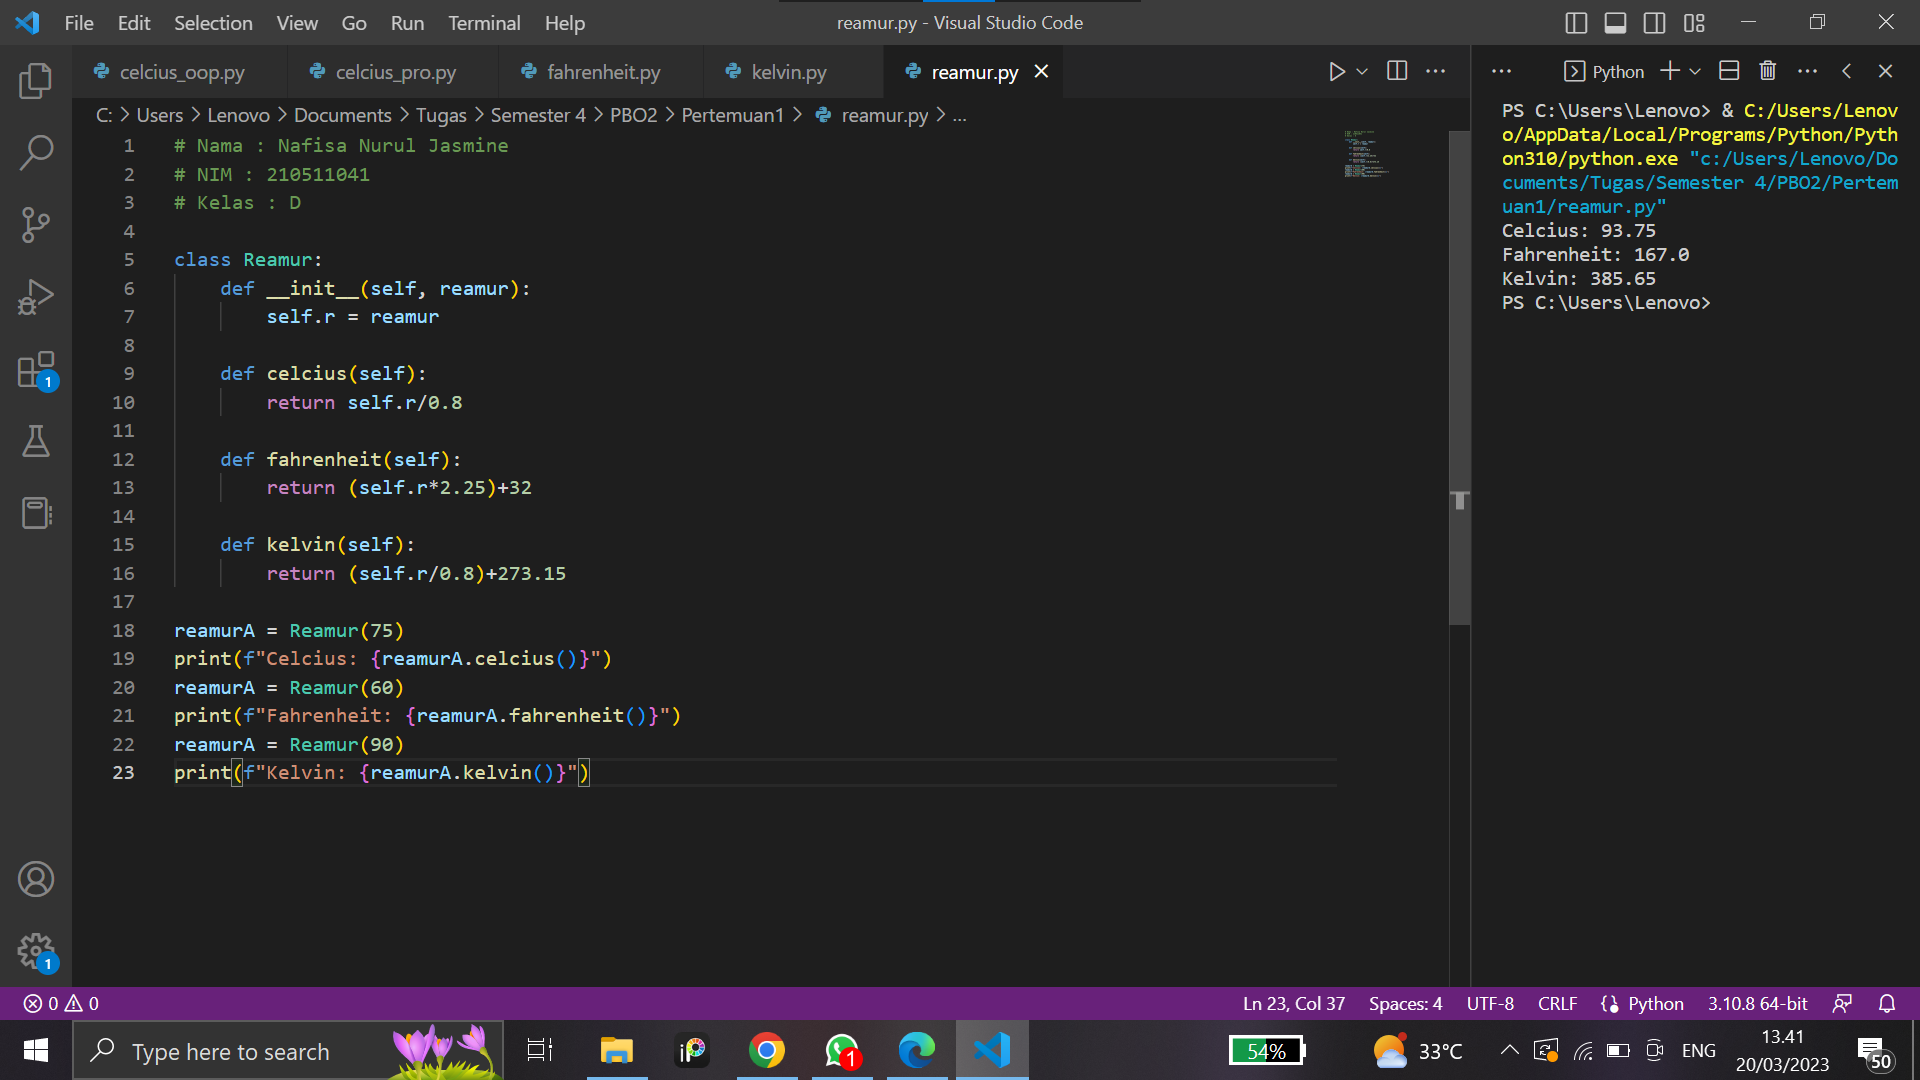 File Edit Selection View Go Run Terminal Help reamur.py - Visual Studio Code
celcius_oop.py celcius_pro.py fahrenheit.py kelvin.py reamur.py
C: > Users > Lenovo > Documents > Tugas > Semester 4 > PBO2 > Pertemuan1 > reamur.py > ...
1 # Nama : Nafisa Nurul Jasmine
2 # NIM : 210511041
3 # Kelas : D
4
5 class Reamur:
6     def __init__(self, reamur):
7         self.r = reamur
8
9     def celcius(self):
10         return self.r/0.8
11
12     def fahrenheit(self):
13         return (self.r*2.25)+32
14
15     def kelvin(self):
16         return (self.r/0.8)+273.15
17
18 reamurA = Reamur(75)
19 print(f"Celcius: {reamurA.celcius()}")
20 reamurA = Reamur(60)
21 print(f"Fahrenheit: {reamurA.fahrenheit()}")
22 reamurA = Reamur(90)
23 print(f"Kelvin: {reamurA.kelvin()}")
Python
PS C:\Users\Lenovo> & C:/Users/Lenov
o/AppData/Local/Programs/Python/Pyth
on310/python.exe "c:/Users/Lenovo/Do
cuments/Tugas/Semester 4/PBO2/Pertem
uan1/reamur.py"
Celcius: 93.75
Fahrenheit: 167.0
Kelvin: 385.65
PS C:\Users\Lenovo>
1
1
0 0 Ln 23, Col 37 Spaces: 4 UTF-8 CRLF Python 3.10.8 64-bit
Type here to search iP 1 54% 33°C ENG 13.41
20/03/2023 50